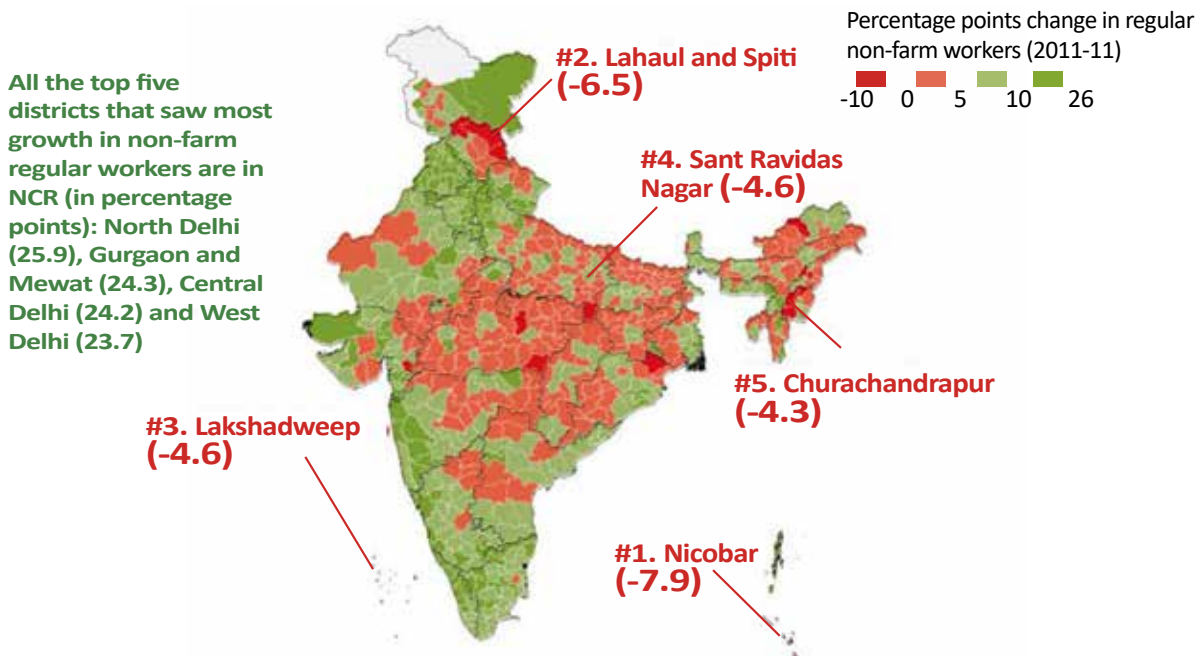 Percentage points change in regular
non-farm workers (2011-11)
-10 0 5 10 26
All the top five
districts that saw most
growth in non-farm
regular workers are in
NCR (in percentage
points): North Delhi
(25.9), Gurgaon and
Mewat (24.3), Central
Delhi (24.2) and West
Delhi (23.7)
#2. Lahaul and Spiti
(-6.5)
#4. Sant Ravidas
Nagar (-4.6)
#5. Churachandrapur
(-4.3)
#3. Lakshadweep
(-4.6)
#1. Nicobar
(-7.9)